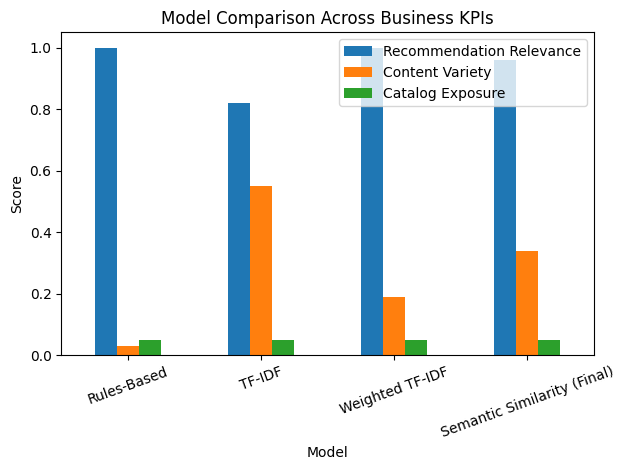 Model Comparison Across Business KPIs
Recommendation Relevance
Content Variety
Catalog Exposure
Score
1.0
0.8
0.6
0.4
0.2
0.0
Rules-Based
TF-IDF
Weighted TF-IDF
Semantic Similarity (Final)
Model